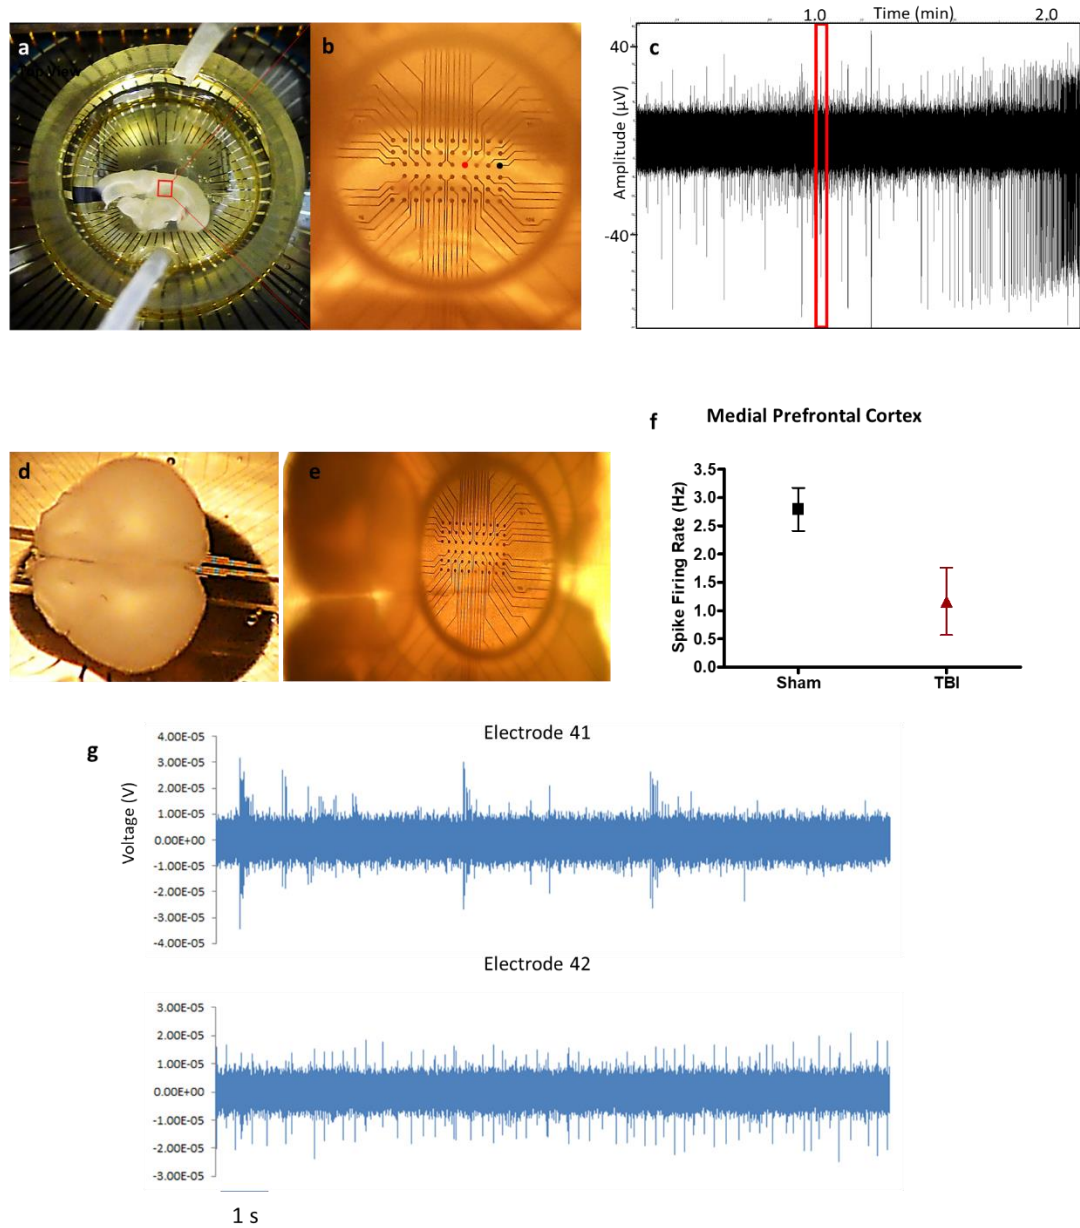 a
Top View
b
c
Time (min)
1.0
2.0
40
-40
Amplitude (µV)
d
e
f
Medial Prefrontal Cortex
Spike Firing Rate (Hz)
3.5
3.0
2.5
2.0
1.5
1.0
0.5
0.0
Sham
TBI
g
Electrode 41
Voltage (V)
4.00E-05
3.00E-05
2.00E-05
1.00E-05
0.00E+00
-1.00E-05
-2.00E-05
-3.00E-05
-4.00E-05
Electrode 42
3.00E-05
2.00E-05
1.00E-05
0.00E+00
-1.00E-05
-2.00E-05
-3.00E-05
1 s